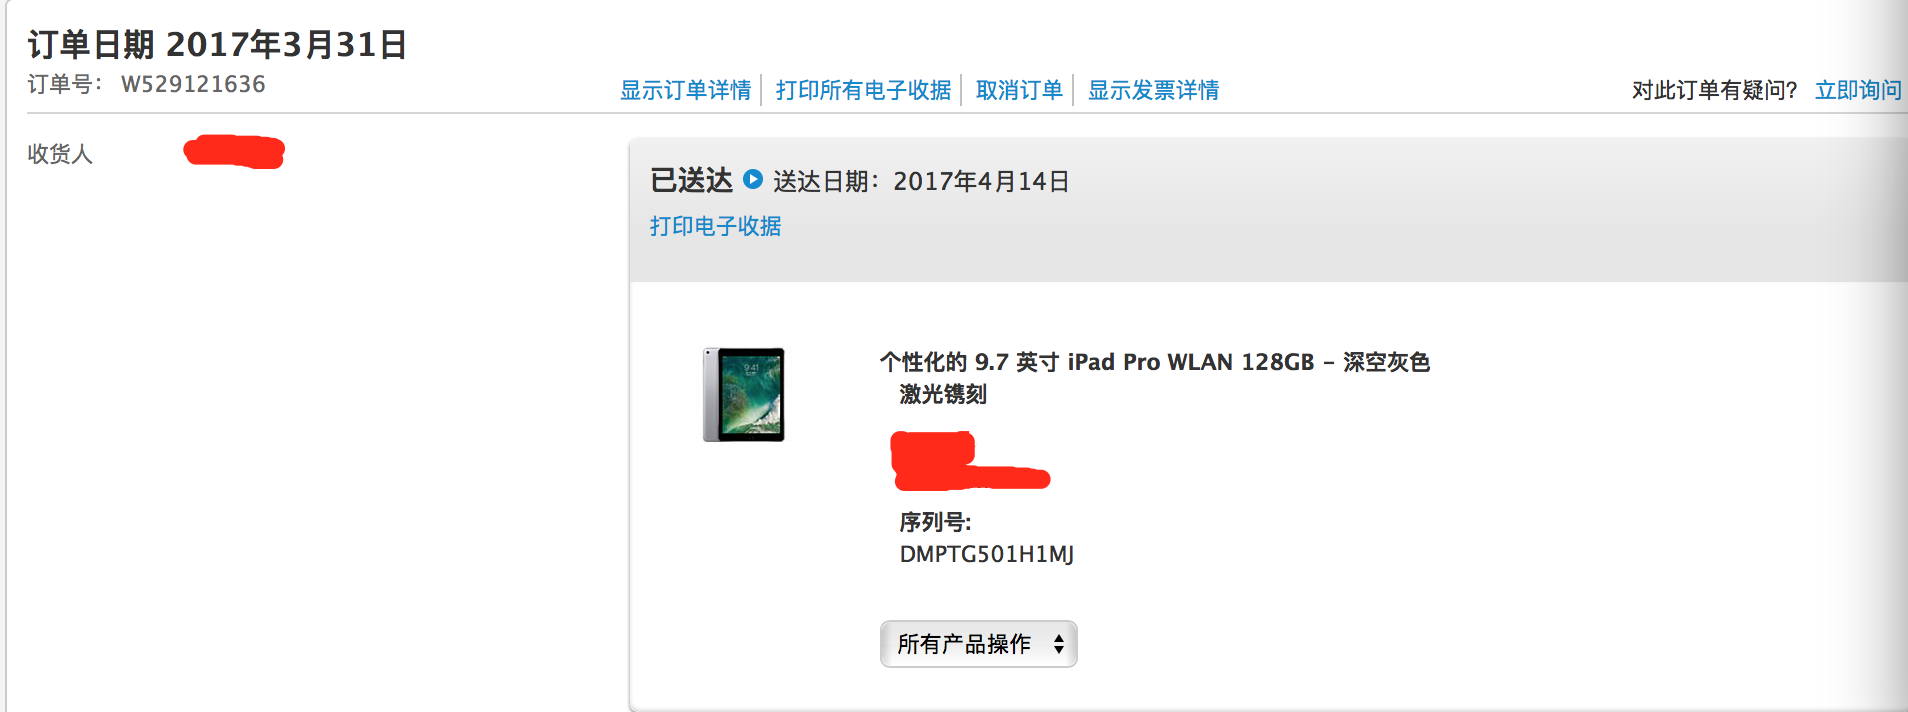 订单日期 2017年3月31日
订单号： W529121636
显示订单详情 打印所有电子收据 取消订单 显示发票详情
对此订单有疑问？ 立即询问
收货人
已送达 送达日期：2017年4月14日
打印电子收据
9:41
个性化的 9.7 英寸 iPad Pro WLAN 128GB – 深空灰色
激光镌刻
序列号:
DMPTG501H1MJ
所有产品操作